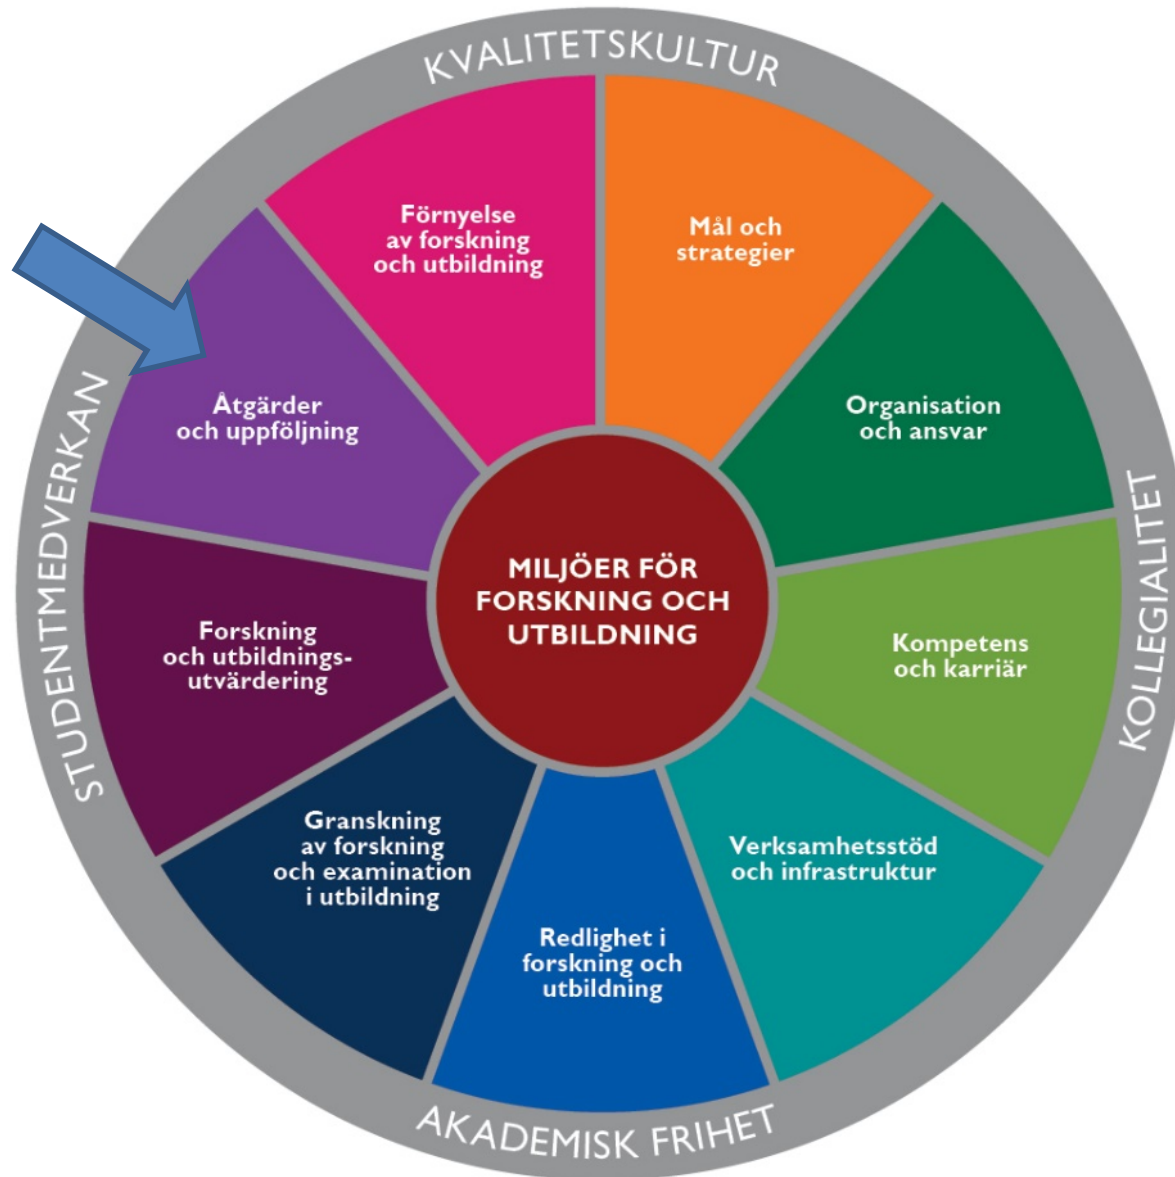 KVALITETSKULTUR
Förnyelse
av forskning
och utbildning
Mål och
strategier
Organisation
och ansvar
Kompetens
och karriär
Verksamhetsstöd
och infrastruktur
Redlighet i
forskning och
utbildning
Granskning
av forskning
och examination
i utbildning
Forskning
och utbildnings-
utvärdering
Åtgärder
och uppföljning
MILJÖER FÖR
FORSKNING OCH
UTBILDNING
STUDENTMEDVERKAN
KOLLEGIALITET
AKADEMISK FRIHET